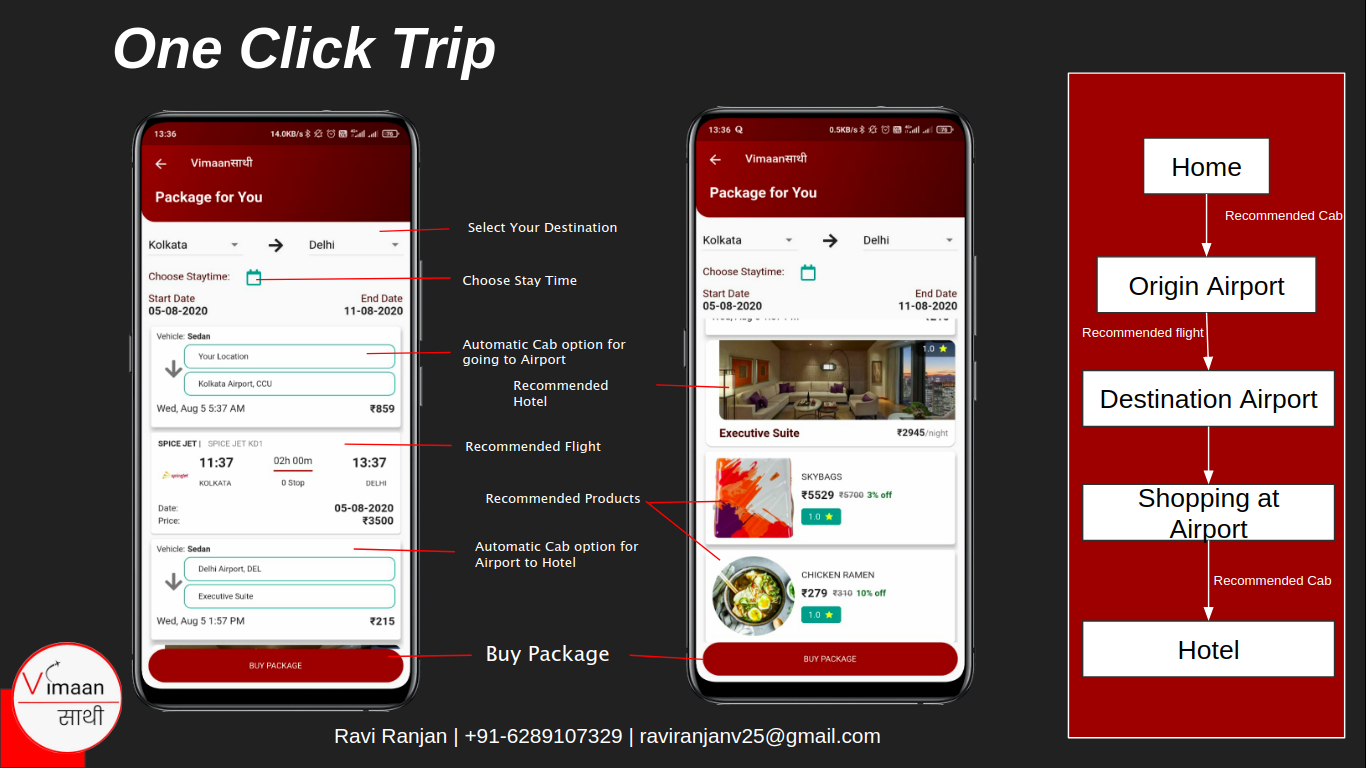 One Click Trip
13:36
14.0KB/s
76
Vimaanसाथी
Package for You
Kolkata
Delhi
Choose Staytime:
Start Date
End Date
05-08-2020
11-08-2020
Vehicle: Sedan
Your Location
Kolkata Airport, CCU
Wed, Aug 5 5:37 AM
₹859
SPICE JET | SPICE JET KD1
11:37
02h 00m
13:37
KOLKATA
0 Stop
DELHI
Date:
05-08-2020
Price:
₹3500
Vehicle: Sedan
Delhi Airport, DEL
Executive Suite
Wed, Aug 5 1:57 PM
₹215
BUY PACKAGE
Select Your Destination
Choose Stay Time
Automatic Cab option for
going to Airport
Recommended
Hotel
Recommended Flight
Recommended Products
Automatic Cab option for
Airport to Hotel
Buy Package
13:36
0.5KB/s
76
Vimaanसाथी
Package for You
Kolkata
Delhi
Choose Staytime:
Start Date
End Date
05-08-2020
11-08-2020
1.0
Executive Suite
₹2945/night
SKYBAGS
₹5529 ₹5700 3% off
1.0
CHICKEN RAMEN
₹279 ₹310 10% off
1.0
BUY PACKAGE
Home
Recommended Cab
Origin Airport
Recommended flight
Destination Airport
Shopping at
Airport
Recommended Cab
Hotel
Vimaan
साथी
Ravi Ranjan | +91-6289107329 | raviranjanv25@gmail.com